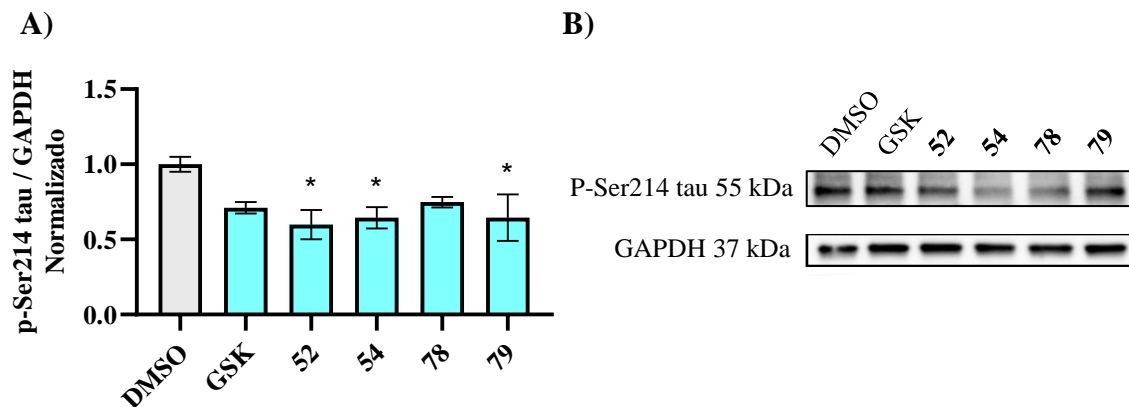 A)
p-Ser214 tau / GAPDH
Normalizado
1.5
1.0
0.5
0.0
*
*
*
DMSO
GSK
52
54
78
79
B)
DMSO
GSK
52
54
78
79
P-Ser214 tau 55 kDa
GAPDH 37 kDa